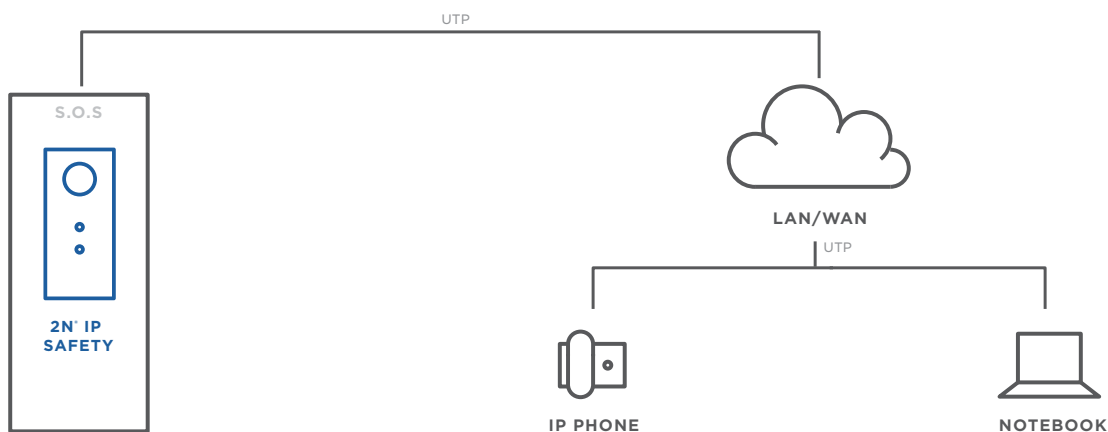 UTP
S.O.S
LAN/WAN
UTP
2N® IP
SAFETY
IP PHONE
NOTEBOOK